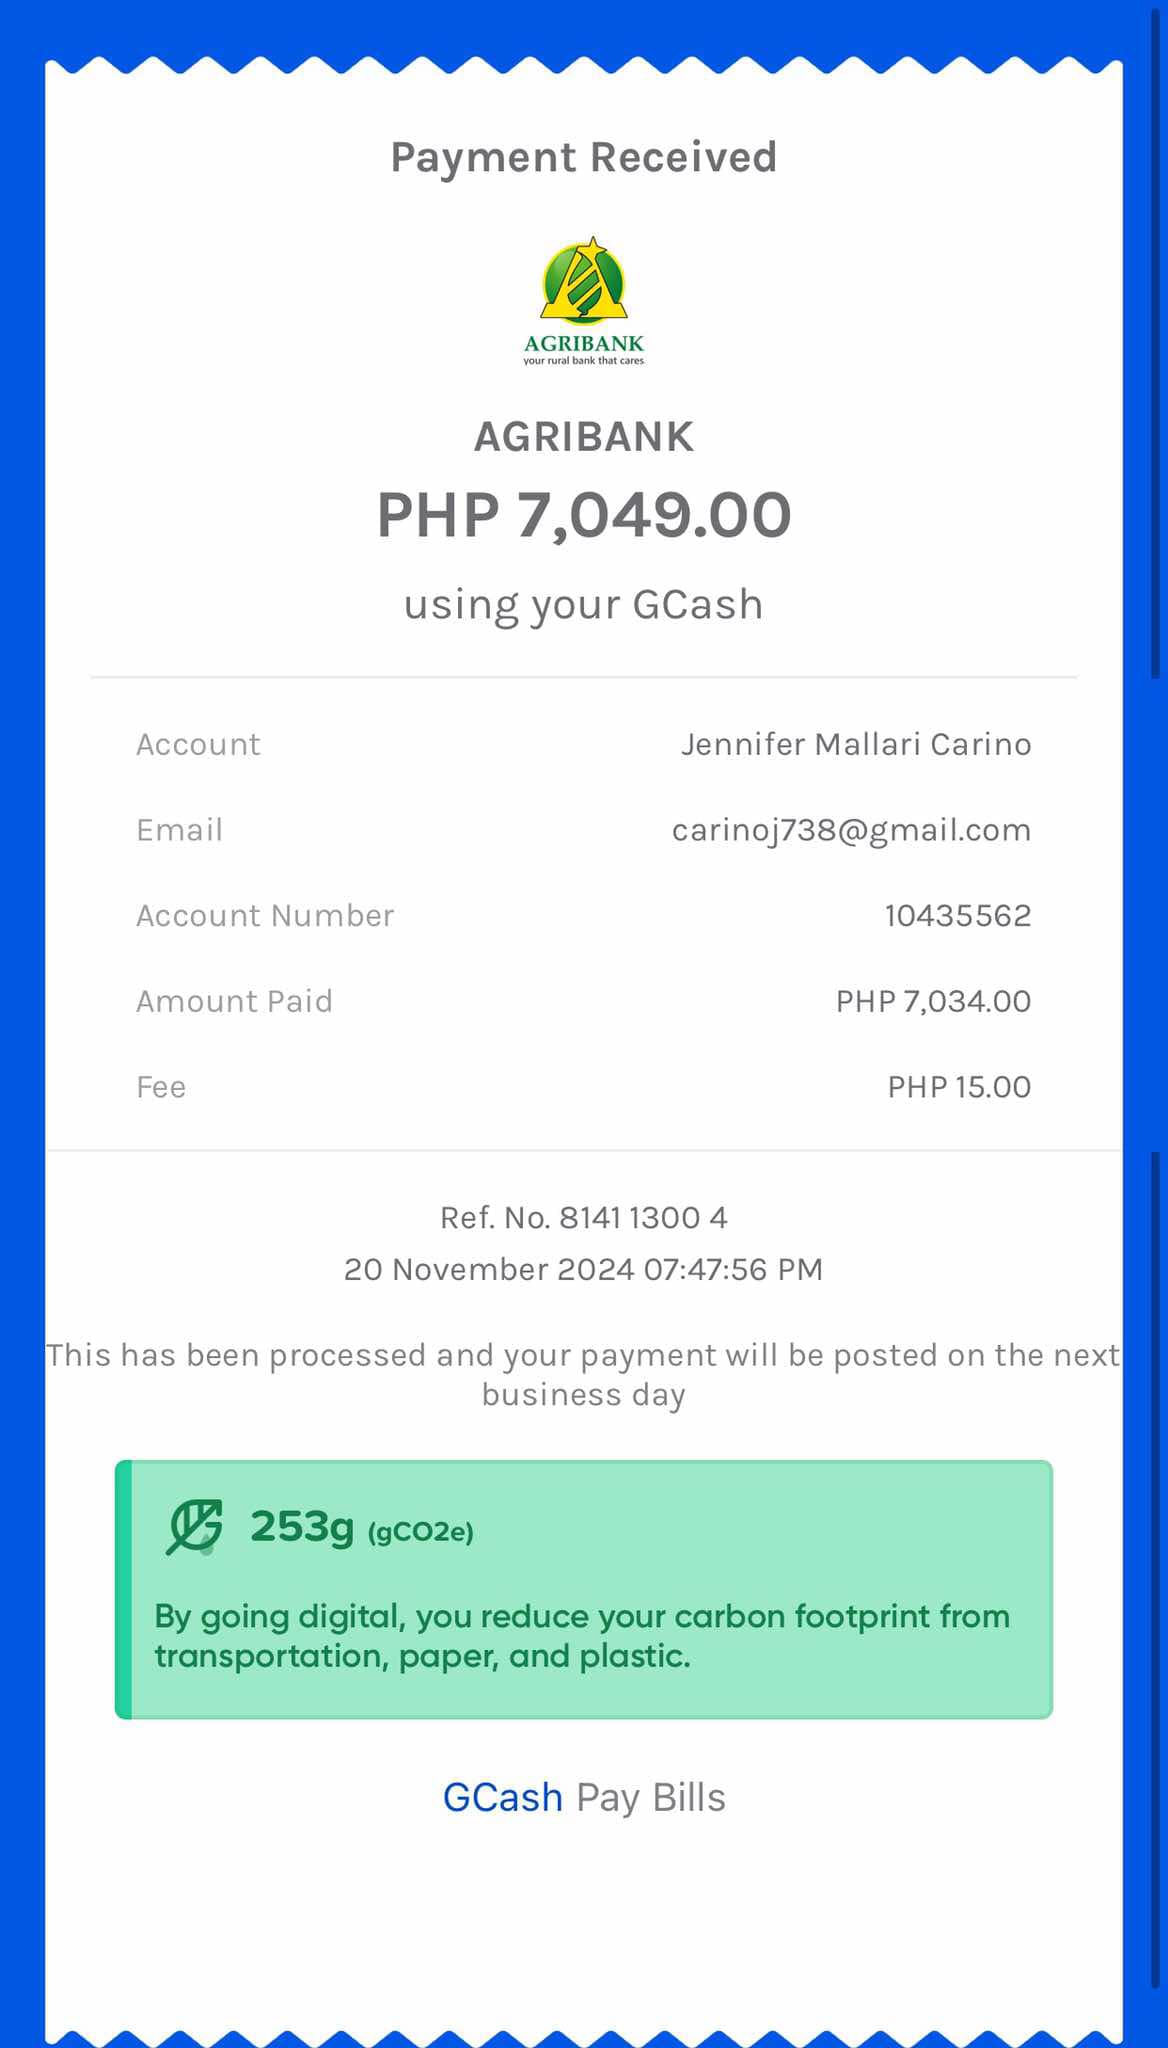 Payment Received
AGRIBANK
your rural bank that cares
AGRIBANK
PHP 7,049.00
using your GCash
Account Jennifer Mallari Carino
Email carinoj738@gmail.com
Account Number 10435562
Amount Paid PHP 7,034.00
Fee PHP 15.00
Ref. No. 8141 1300 4
20 November 2024 07:47:56 PM
This has been processed and your payment will be posted on the next
business day
253g (gCO2e)
By going digital, you reduce your carbon footprint from
transportation, paper, and plastic.
GCash Pay Bills